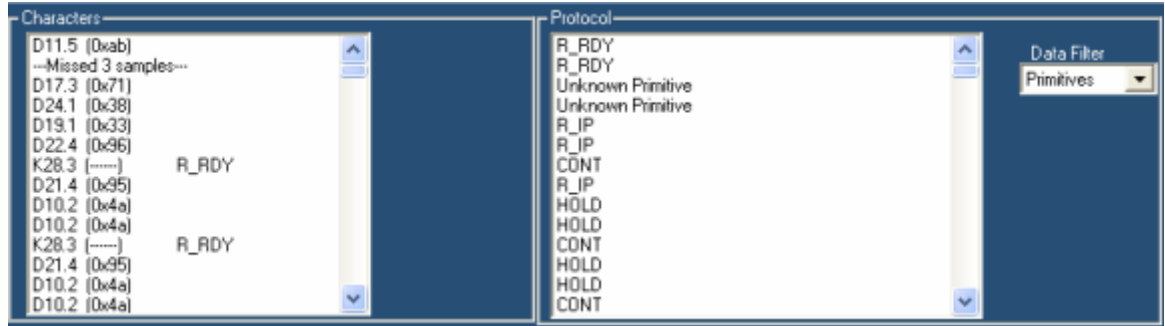 Characters
D11.5 (0xab)
---Missed 3 samples---
D17.3 (0x71)
D24.1 (0x38)
D19.1 (0x33)
D22.4 (0x96)
K28.3 (------) R_RDY
D21.4 (0x95)
D10.2 (0x4a)
D10.2 (0x4a)
K28.3 (------) R_RDY
D21.4 (0x95)
D10.2 (0x4a)
D10.2 (0x4a)
Protocol
R_RDY
R_RDY
Unknown Primitive
Unknown Primitive
R_IP
R_IP
CONT
R_IP
HOLD
HOLD
CONT
HOLD
HOLD
CONT
Data Filter
Primitives